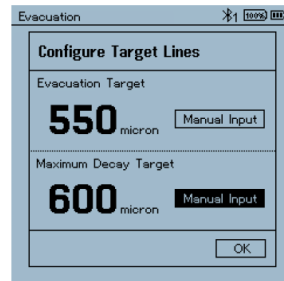 Evacuation 1 100%
Configure Target Lines
Evacuation Target
550 micron Manual Input
Maximum Decay Target
600 micron Manual Input
OK